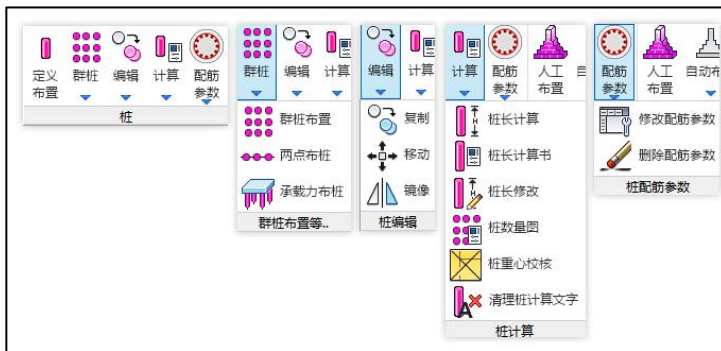 定义布置
群桩
编辑
计算
配筋参数
桩
群桩
编辑
计算
群桩布置
两点布桩
承载力布桩
群桩布置等..
编辑
计算
复制
移动
镜像
桩编辑
计算
配筋参数
人工布置
自
桩长计算
桩长计算书
桩长修改
桩数量图
桩重心校核
清理桩计算文字
桩计算
配筋参数
人工布置
自动布
修改配筋参数
删除配筋参数
桩配筋参数